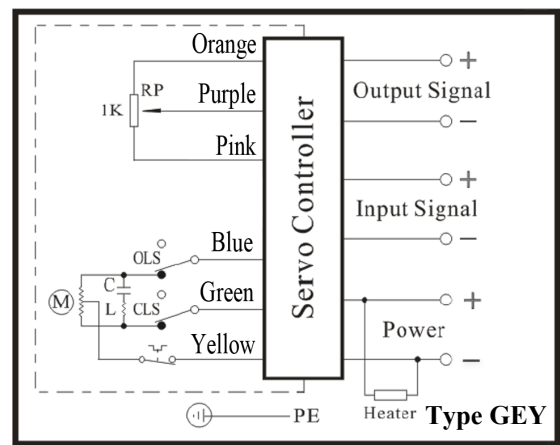 Orange
RP
1K
Purple
Pink
OLS
Blue
C
M
L
CLS
Green
Yellow
Servo Controller
+
Output Signal
−
+
Input Signal
−
+
Power
−
Heater
PE
Type GEY